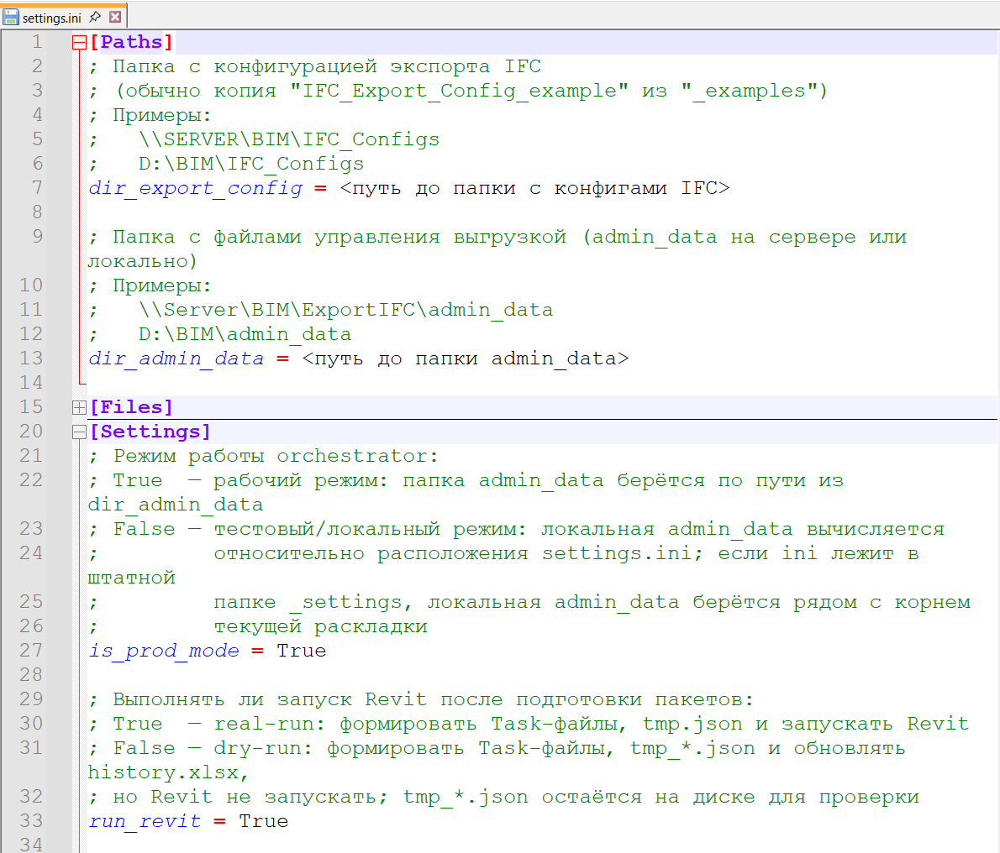 settings.ini
1 [Paths]
2 ; Папка с конфигурацией экспорта IFC
3 ; (обычно копия "IFC_Export_Config_example" из "_examples")
4 ; Примеры:
5 ;   \\SERVER\BIM\IFC_Configs
6 ;   D:\BIM\IFC_Configs
7 dir_export_config = <путь до папки с конфигами IFC>
8
9 ; Папка с файлами управления выгрузкой (admin_data на сервере или
локально)
10 ; Примеры:
11 ;   \\Server\BIM\ExportIFC\admin_data
12 ;   D:\BIM\admin_data
13 dir_admin_data = <путь до папки admin_data>
14
15 [Files]
20 [Settings]
21 ; Режим работы orchestrator:
22 ; True  — рабочий режим: папка admin_data берётся по пути из
dir_admin_data
23 ; False — тестовый/локальный режим: локальная admin_data вычисляется
24 ;         относительно расположения settings.ini; если ini лежит в
штатной
25 ;         папке _settings, локальная admin_data берётся рядом с корнем
26 ;         текущей раскладки
27 is_prod_mode = True
28
29 ; Выполнять ли запуск Revit после подготовки пакетов:
30 ; True  — real-run: формировать Task-файлы, tmp.json и запускать Revit
31 ; False — dry-run: формировать Task-файлы, tmp_*.json и обновлять
history.xlsx,
32 ; но Revit не запускать; tmp_*.json остаётся на диске для проверки
33 run_revit = True
34